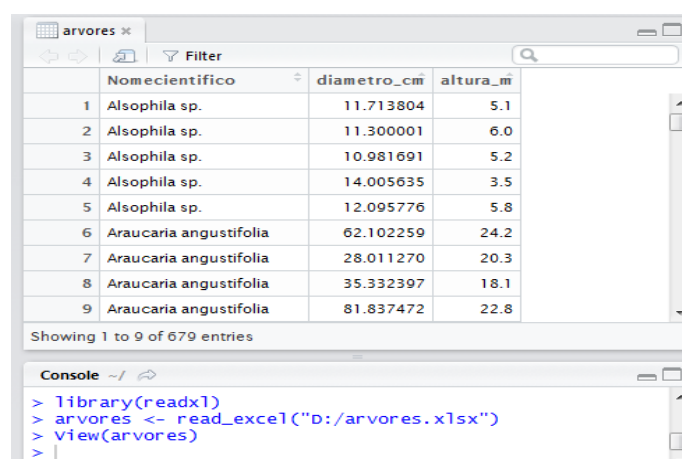 arvores
Filter
Nomecientifico diametro_cm altura_m
1 Alsophila sp. 11.713804 5.1
2 Alsophila sp. 11.300001 6.0
3 Alsophila sp. 10.981691 5.2
4 Alsophila sp. 14.005635 3.5
5 Alsophila sp. 12.095776 5.8
6 Araucaria angustifolia 62.102259 24.2
7 Araucaria angustifolia 28.011270 20.3
8 Araucaria angustifolia 35.332397 18.1
9 Araucaria angustifolia 81.837472 22.8
Showing 1 to 9 of 679 entries
Console ~/
> library(readxl)
> arvores <- read_excel("D:/arvores.xlsx")
> View(arvores)
>